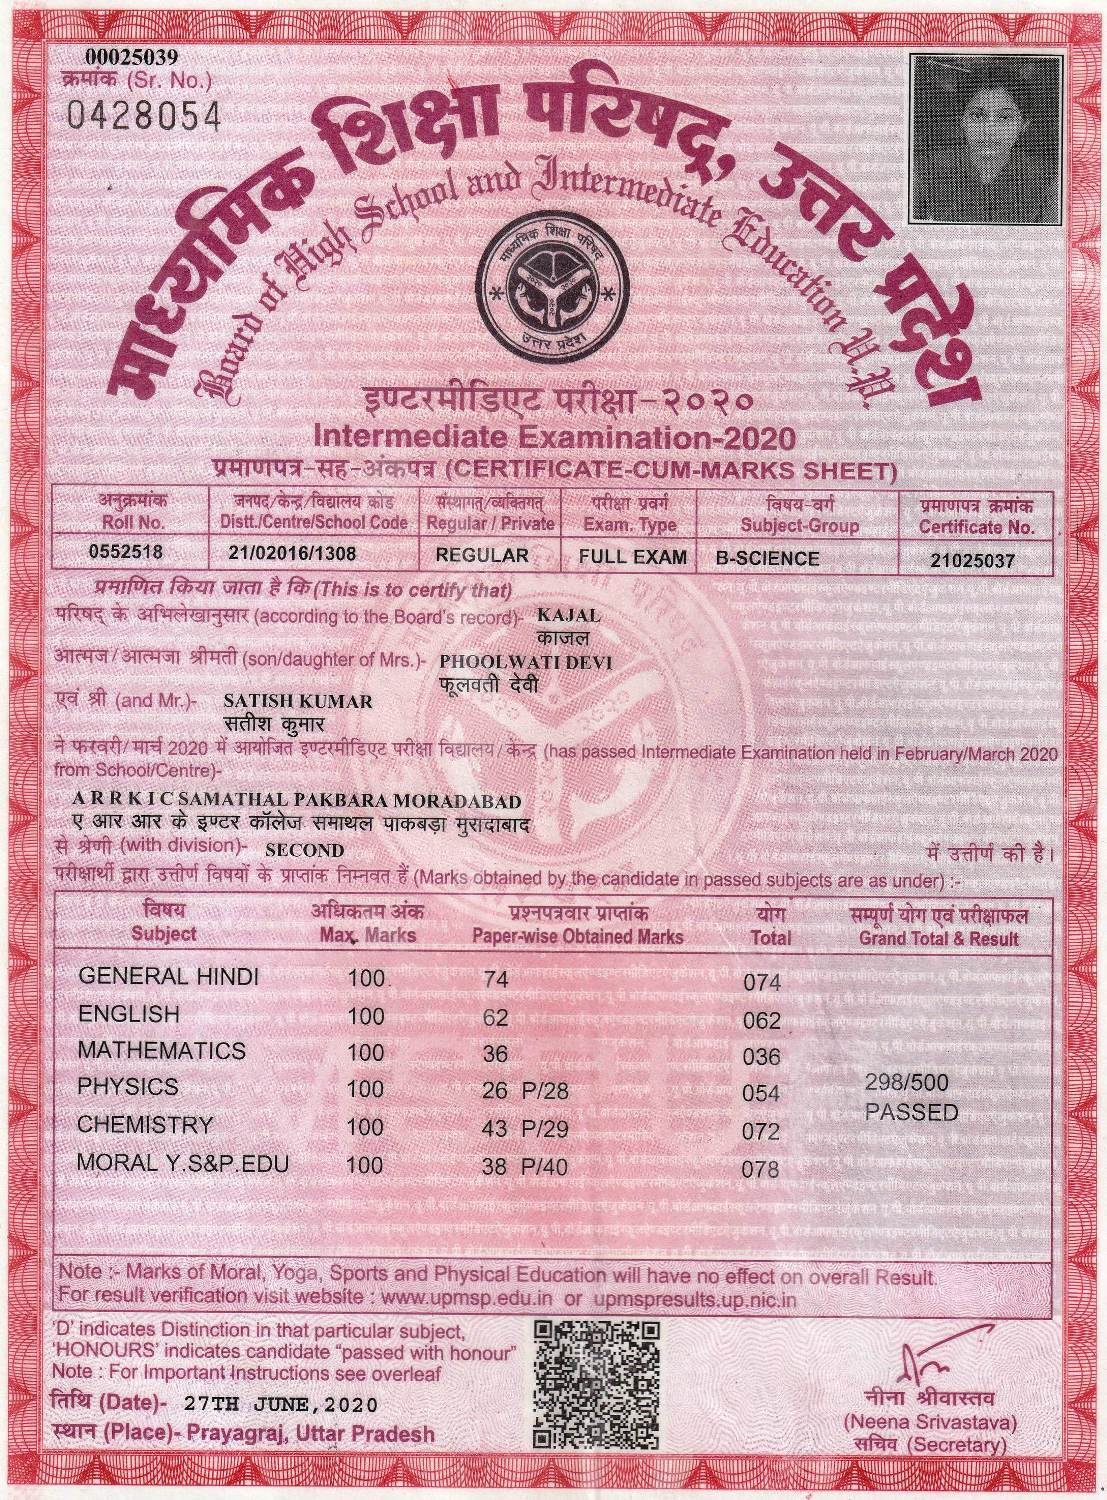 00025039
क्रमांक (Sr. No.)
0428054
माध्यमिक शिक्षा परिषद्, उत्तर प्रदेश
Board of High School and Intermediate Education U.P.
माध्यमिक शिक्षा परिषद
उत्तर प्रदेश
इण्टरमीडिएट परीक्षा-२०२०
Intermediate Examination-2020
प्रमाणपत्र-सह-अंकपत्र (CERTIFICATE-CUM-MARKS SHEET)
अनुक्रमांक जनपद/केन्द्र/विद्यालय कोड संस्थागत्/व्यक्तिगत् परीक्षा प्रवर्ग विषय-वर्ग प्रमाणपत्र क्रमांक
Roll No. Distt./Centre/School Code Regular / Private Exam. Type Subject-Group Certificate No.
0552518 21/02016/1308 REGULAR FULL EXAM B-SCIENCE 21025037
प्रमाणित किया जाता है कि (This is to certify that)
परिषद् के अभिलेखानुसार (according to the Board's record)- KAJAL
काजल
आत्मज/आत्मजा श्रीमती (son/daughter of Mrs.)- PHOOLWATI DEVI
फूलवती देवी
एवं श्री (and Mr.)- SATISH KUMAR
सतीश कुमार
ने फरवरी/मार्च 2020 में आयोजित इण्टरमीडिएट परीक्षा विद्यालय/केन्द्र (has passed Intermediate Examination held in February/March 2020
from School/Centre)-
A R R K I C SAMATHAL PAKBARA MORADABAD
ए आर आर के इण्टर कॉलेज समाथल पाकबड़ा मुरादाबाद
से श्रेणी (with division)- SECOND में उत्तीर्ण की है।
परीक्षार्थी द्वारा उत्तीर्ण विषयों के प्राप्तांक निम्नवत हैं (Marks obtained by the candidate in passed subjects are as under) :-
विषय अधिकतम अंक प्रश्नपत्रवार प्राप्तांक योग सम्पूर्ण योग एवं परीक्षाफल
Subject Max. Marks Paper-wise Obtained Marks Total Grand Total & Result
GENERAL HINDI 100 74 074
ENGLISH 100 62 062
MATHEMATICS 100 36 036
PHYSICS 100 26 P/28 054 298/500
PASSED
CHEMISTRY 100 43 P/29 072
MORAL Y.S&P.EDU 100 38 P/40 078
Note :- Marks of Moral, Yoga, Sports and Physical Education will have no effect on overall Result.
For result verification visit website : www.upmsp.edu.in or upmspresults.up.nic.in
'D' indicates Distinction in that particular subject,
'HONOURS' indicates candidate "passed with honour"
Note : For Important Instructions see overleaf
तिथि (Date)- 27TH JUNE,2020
स्थान (Place)- Prayagraj, Uttar Pradesh
नीना श्रीवास्तव
(Neena Srivastava)
सचिव (Secretary)